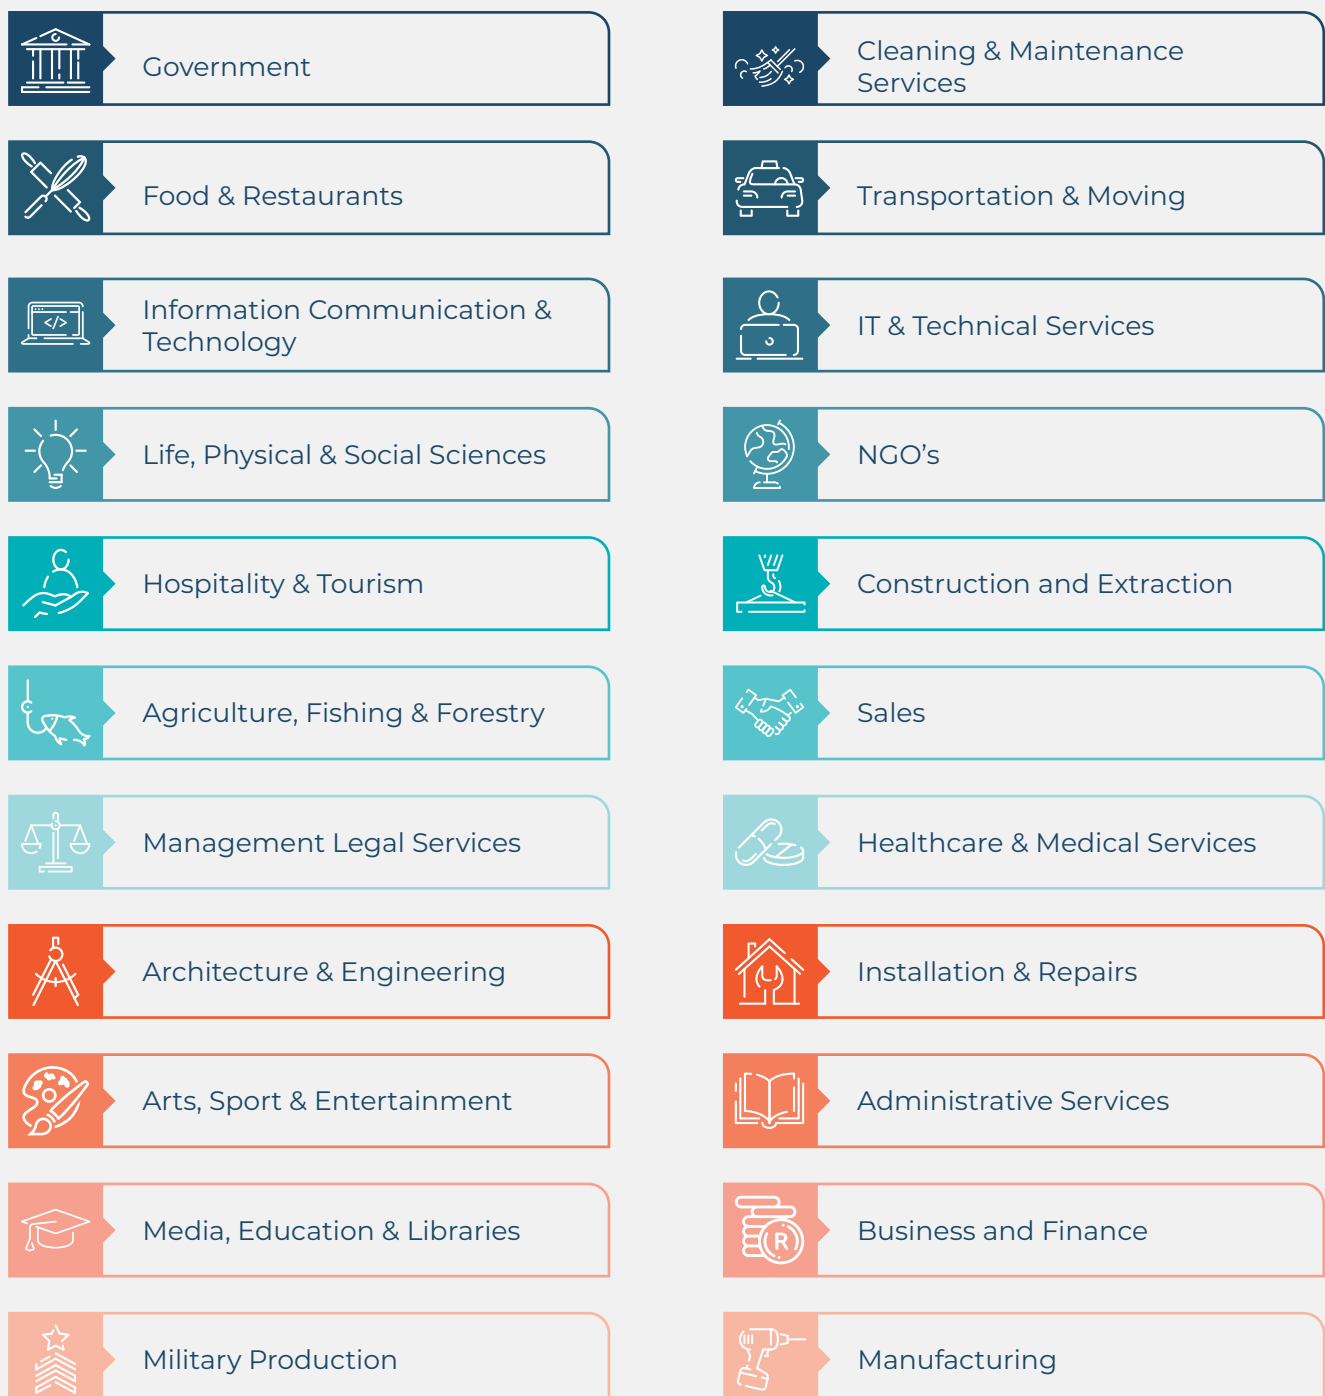 Government
Cleaning & Maintenance
Services
Food & Restaurants
Transportation & Moving
Information Communication &
Technology
</>
IT & Technical Services
Life, Physical & Social Sciences
NGO’s
Hospitality & Tourism
Construction and Extraction
Agriculture, Fishing & Forestry
Sales
Management Legal Services
Healthcare & Medical Services
Architecture & Engineering
Installation & Repairs
Arts, Sport & Entertainment
Administrative Services
Media, Education & Libraries
R
Business and Finance
Military Production
Manufacturing